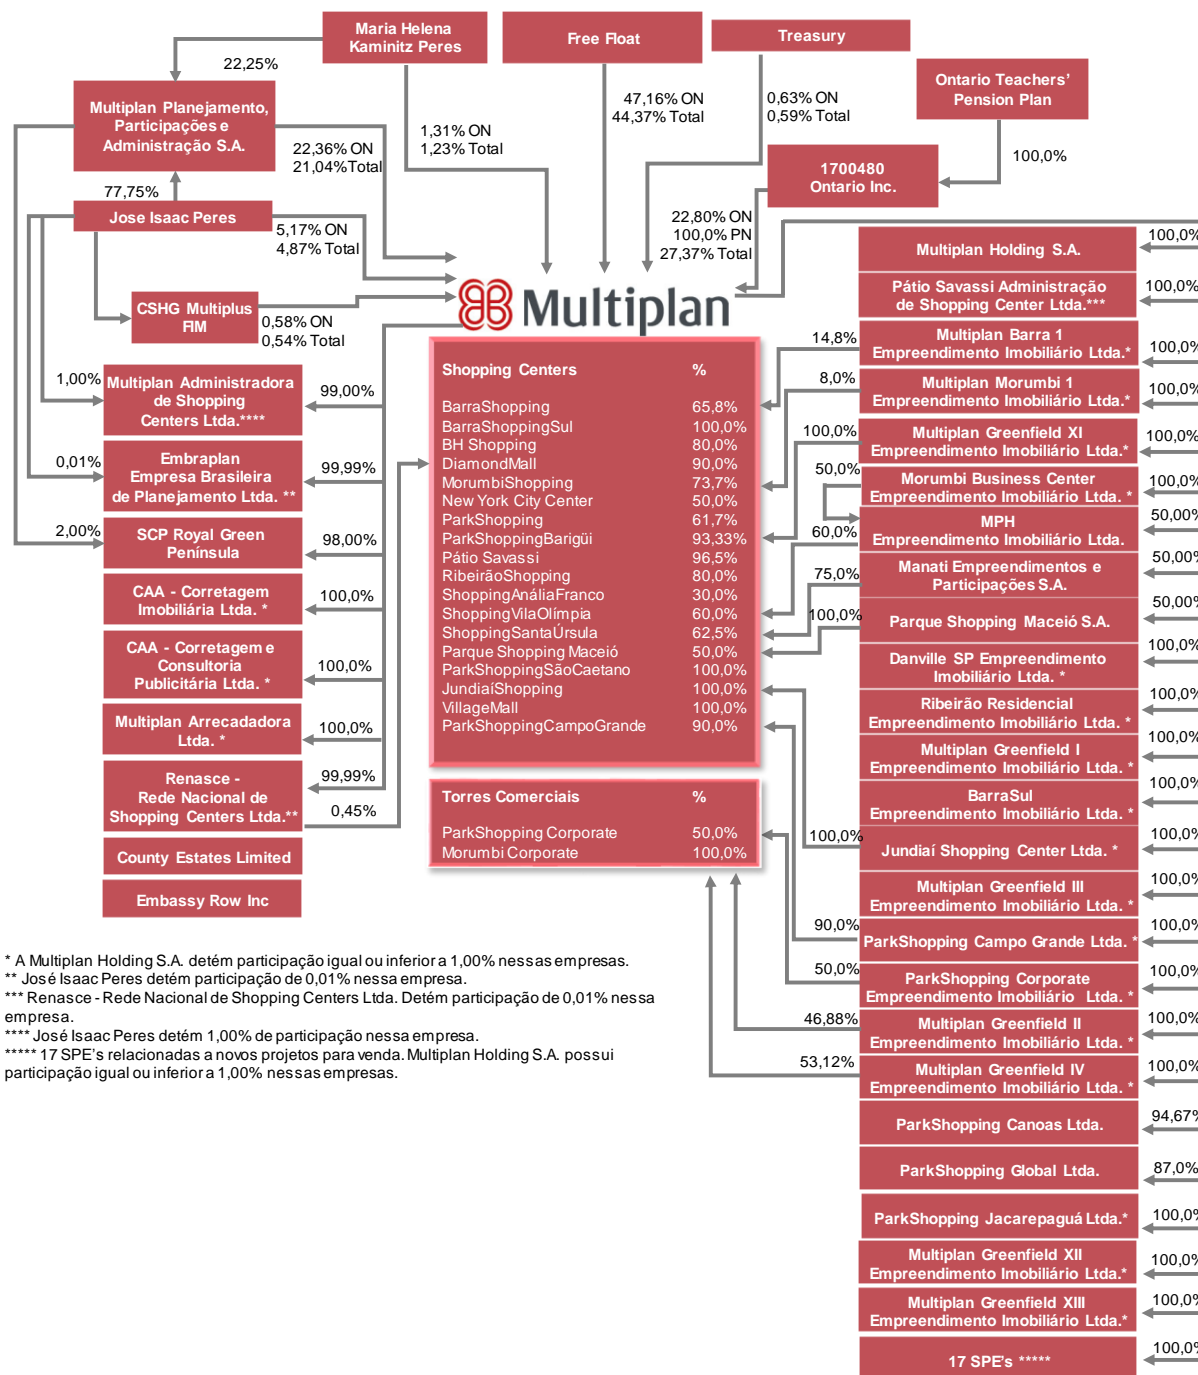 Maria Helena
Kaminitz Peres
Free Float
Treasury
22,25%
Ontario Teachers'
Pension Plan
Multiplan Planejamento,
Participações e
Administração S.A.
47,16% ON
44,37% Total
0,63% ON
0,59% Total
1,31% ON
1,23% Total
22,36% ON
21,04%Total
100,0%
1700480
Ontario Inc.
77,75%
Jose Isaac Peres
5,17% ON
4,87% Total
22,80% ON
100,0% PN
27,37% Total
CSHG Multiplus
FIM
0,58% ON
0,54% Total
Multiplan
1,00%
Multiplan Administradora
de Shopping
Centers Ltda.****
99,00%
0,01%
Embraplan
Empresa Brasileira
de Planejamento Ltda. **
99,99%
2,00%
SCP Royal Green
Península
98,00%
CAA - Corretagem
Imobiliária Ltda. *
100,0%
CAA - Corretagem e
Consultoria
Publicitária Ltda. *
100,0%
Multiplan Arrecadadora
Ltda. *
100,0%
Renasce -
Rede Nacional de
Shopping Centers Ltda.**
99,99%
0,45%
County Estates Limited
Embassy Row Inc
Shopping Centers %
BarraShopping 65,8%
BarraShoppingSul 100,0%
BH Shopping 80,0%
DiamondMall 90,0%
MorumbiShopping 73,7%
New York City Center 50,0%
ParkShopping 61,7%
ParkShoppingBarigüi 93,33%
Pátio Savassi 96,5%
RibeirãoShopping 80,0%
ShoppingAnáliaFranco 30,0%
ShoppingVilaOlímpia 60,0%
ShoppingSantaÚrsula 62,5%
Parque Shopping Maceió 50,0%
ParkShoppingSãoCaetano 100,0%
JundiaíShopping 100,0%
VillageMall 100,0%
ParkShoppingCampoGrande 90,0%
Torres Comerciais %
ParkShopping Corporate 50,0%
Morumbi Corporate 100,0%
Multiplan Holding S.A.
100,0%
Pátio Savassi Administração
de Shopping Center Ltda.***
100,0%
14,8%
Multiplan Barra 1
Empreendimento Imobiliário Ltda.*
100,0%
8,0%
Multiplan Morumbi 1
Empreendimento Imobiliário Ltda.*
100,0%
100,0%
Multiplan Greenfield XI
Empreendimento Imobiliário Ltda.*
100,0%
50,0%
Morumbi Business Center
Empreendimento Imobiliário Ltda. *
100,0%
60,0%
MPH
Empreendimento Imobiliário Ltda.
50,00%
75,0%
Manati Empreendimentos e
Participações S.A.
50,00%
100,0%
Parque Shopping Maceió S.A.
50,00%
Danville SP Empreendimento
Imobiliário Ltda. *
100,0%
Ribeirão Residencial
Empreendimento Imobiliário Ltda. *
100,0%
Multiplan Greenfield I
Empreendimento Imobiliário Ltda. *
100,0%
BarraSul
Empreendimento Imobiliário Ltda. *
100,0%
100,0%
Jundiaí Shopping Center Ltda. *
100,0%
Multiplan Greenfield III
Empreendimento Imobiliário Ltda. *
100,0%
90,0%
ParkShopping Campo Grande Ltda. *
100,0%
50,0%
ParkShopping Corporate
Empreendimento Imobiliário Ltda. *
100,0%
46,88%
Multiplan Greenfield II
Empreendimento Imobiliário Ltda. *
100,0%
53,12%
Multiplan Greenfield IV
Empreendimento Imobiliário Ltda. *
100,0%
ParkShopping Canoas Ltda.
94,67%
ParkShopping Global Ltda.
87,0%
ParkShopping Jacarepaguá Ltda.*
100,0%
Multiplan Greenfield XII
Empreendimento Imobiliário Ltda.*
100,0%
Multiplan Greenfield XIII
Empreendimento Imobiliário Ltda.*
100,0%
17 SPE's *****
100,0%
* A Multiplan Holding S.A. detém participação igual ou inferior a 1,00% nessas empresas.
** José Isaac Peres detém participação de 0,01% nessa empresa.
*** Renasce - Rede Nacional de Shopping Centers Ltda. Detém participação de 0,01% nessa
empresa.
**** José Isaac Peres detém 1,00% de participação nessa empresa.
***** 17 SPE's relacionadas a novos projetos para venda. Multiplan Holding S.A. possui
participação igual ou inferior a 1,00% nessas empresas.